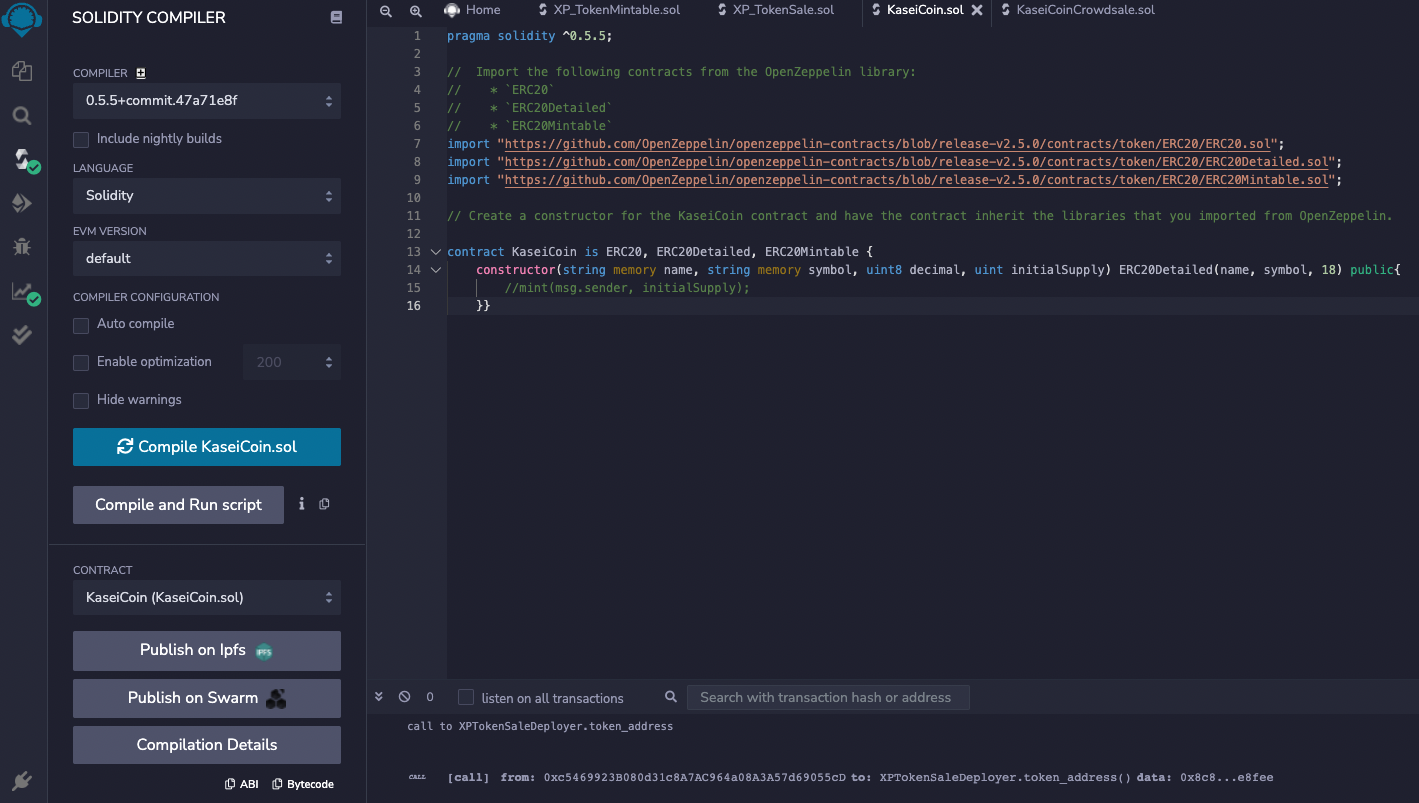 SOLIDITY COMPILER
COMPILER
0.5.5+commit.47a71e8f
Include nightly builds
LANGUAGE
Solidity
EVM VERSION
default
COMPILER CONFIGURATION
Auto compile
Enable optimization 200
Hide warnings
Compile KaseiCoin.sol
Compile and Run script
CONTRACT
KaseiCoin (KaseiCoin.sol)
Publish on Ipfs IPFS
Publish on Swarm
Compilation Details
ABI Bytecode
Home XP_TokenMintable.sol XP_TokenSale.sol KaseiCoin.sol KaseiCoinCrowdsale.sol
1 pragma solidity ^0.5.5;
2
3 //  Import the following contracts from the OpenZeppelin library:
4 //    * `ERC20`
5 //    * `ERC20Detailed`
6 //    * `ERC20Mintable`
7 import "https://github.com/OpenZeppelin/openzeppelin-contracts/blob/release-v2.5.0/contracts/token/ERC20/ERC20.sol";
8 import "https://github.com/OpenZeppelin/openzeppelin-contracts/blob/release-v2.5.0/contracts/token/ERC20/ERC20Detailed.sol";
9 import "https://github.com/OpenZeppelin/openzeppelin-contracts/blob/release-v2.5.0/contracts/token/ERC20/ERC20Mintable.sol";
10
11 // Create a constructor for the KaseiCoin contract and have the contract inherit the libraries that you imported from OpenZeppelin.
12
13 contract KaseiCoin is ERC20, ERC20Detailed, ERC20Mintable {
14     constructor(string memory name, string memory symbol, uint8 decimal, uint initialSupply) ERC20Detailed(name, symbol, 18) public{
15         //mint(msg.sender, initialSupply);
16     }}
0 listen on all transactions Search with transaction hash or address
call to XPTokenSaleDeployer.token_address
CALL [call] from: 0xc5469923B080d31c8A7AC964a08A3A57d69055cD to: XPTokenSaleDeployer.token_address() data: 0x8c8...e8fee